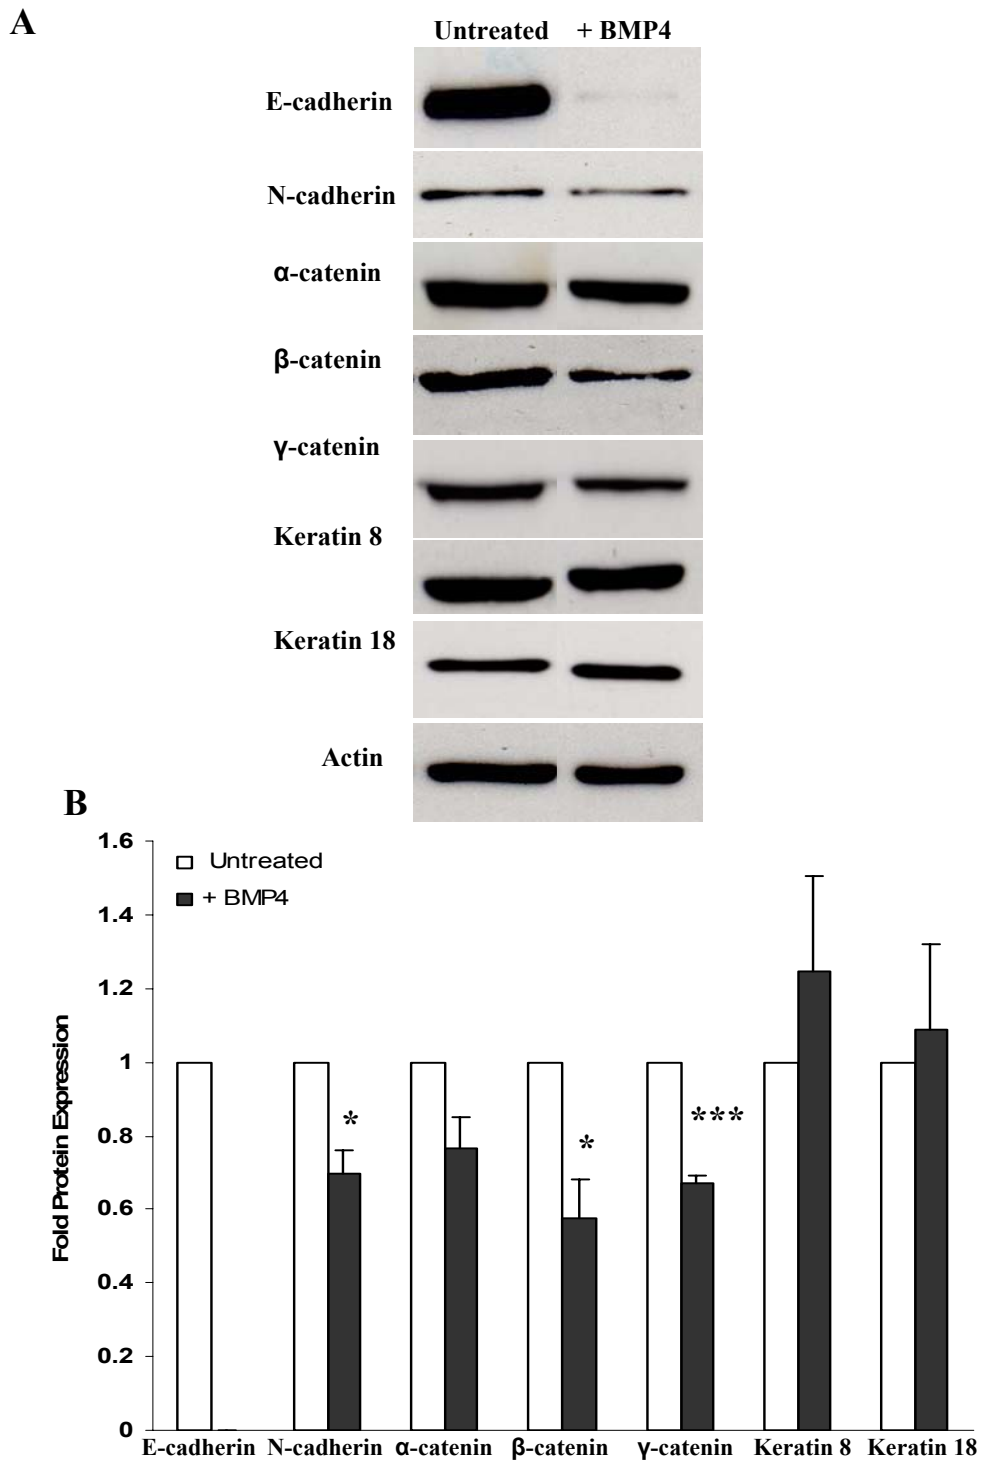 A
Untreated + BMP4
E-cadherin
N-cadherin
α-catenin
β-catenin
γ-catenin
Keratin 8
Keratin 18
Actin
B
1.6
1.4
1.2
1
0.8
0.6
0.4
0.2
0
Fold Protein Expression
Untreated
+ BMP4
*
*
***
E-cadherin N-cadherin α-catenin β-catenin γ-catenin Keratin 8 Keratin 18